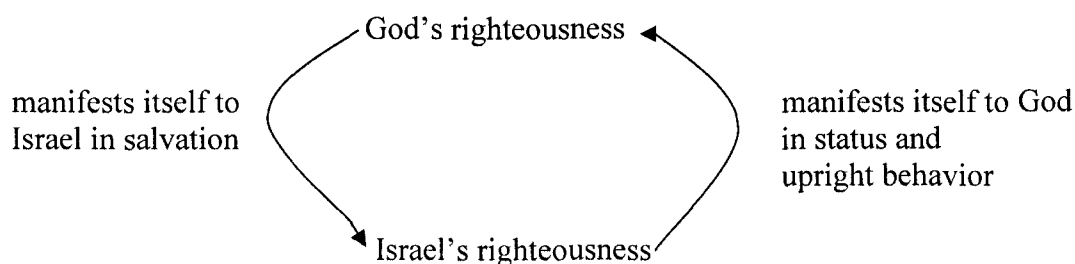 God's righteousness
manifests itself to
Israel in salvation
manifests itself to God
in status and
upright behavior
Israel's righteousness